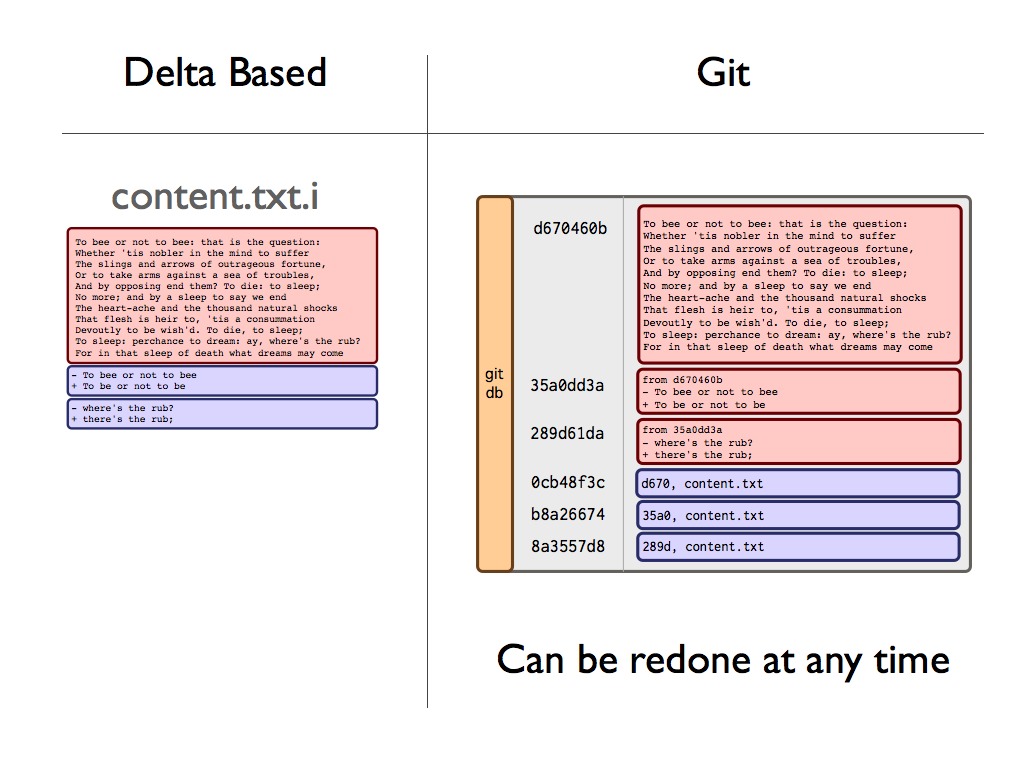 Delta Based
Git
content.txt.i
To bee or not to bee: that is the question:
Whether 'tis nobler in the mind to suffer
The slings and arrows of outrageous fortune,
Or to take arms against a sea of troubles,
And by opposing end them? To die: to sleep;
No more; and by a sleep to say we end
The heart-ache and the thousand natural shocks
That flesh is heir to, 'tis a consummation
Devoutly to be wish'd. To die, to sleep;
To sleep: perchance to dream: ay, where's the rub?
For in that sleep of death what dreams may come
- To bee or not to bee
+ To be or not to be
- where's the rub?
+ there's the rub;
git
db
d670460b
To bee or not to bee: that is the question:
Whether 'tis nobler in the mind to suffer
The slings and arrows of outrageous fortune,
Or to take arms against a sea of troubles,
And by opposing end them? To die: to sleep;
No more; and by a sleep to say we end
The heart-ache and the thousand natural shocks
That flesh is heir to, 'tis a consummation
Devoutly to be wish'd. To die, to sleep;
To sleep: perchance to dream: ay, where's the rub?
For in that sleep of death what dreams may come
35a0dd3a
from d670460b
- To bee or not to bee
+ To be or not to be
289d61da
from 35a0dd3a
- where's the rub?
+ there's the rub;
0cb48f3c
d670, content.txt
b8a26674
35a0, content.txt
8a3557d8
289d, content.txt
Can be redone at any time